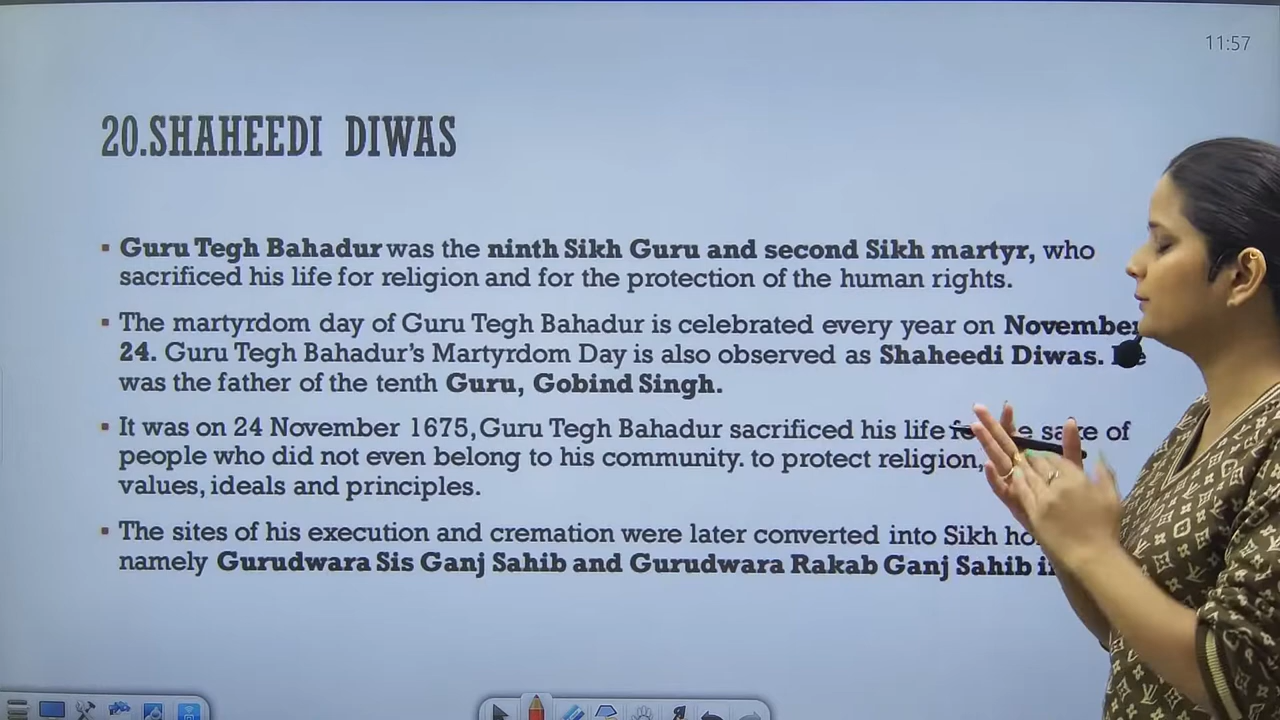 11:57
20.SHAHEEDI DIWAS
▪ Guru Tegh Bahadur was the ninth Sikh Guru and second Sikh martyr, who
sacrificed his life for religion and for the protection of the human rights.
▪ The martyrdom day of Guru Tegh Bahadur is celebrated every year on November
24. Guru Tegh Bahadur's Martyrdom Day is also observed as Shaheedi Diwas.
was the father of the tenth Guru, Gobind Singh.
▪ It was on 24 November 1675, Guru Tegh Bahadur sacrificed his life of
people who did not even belong to his community. to protect religion,
values, ideals and principles.
▪ The sites of his execution and cremation were later converted into Sikh
namely Gurudwara Sis Ganj Sahib and Gurudwara Rakab Ganj Sahib